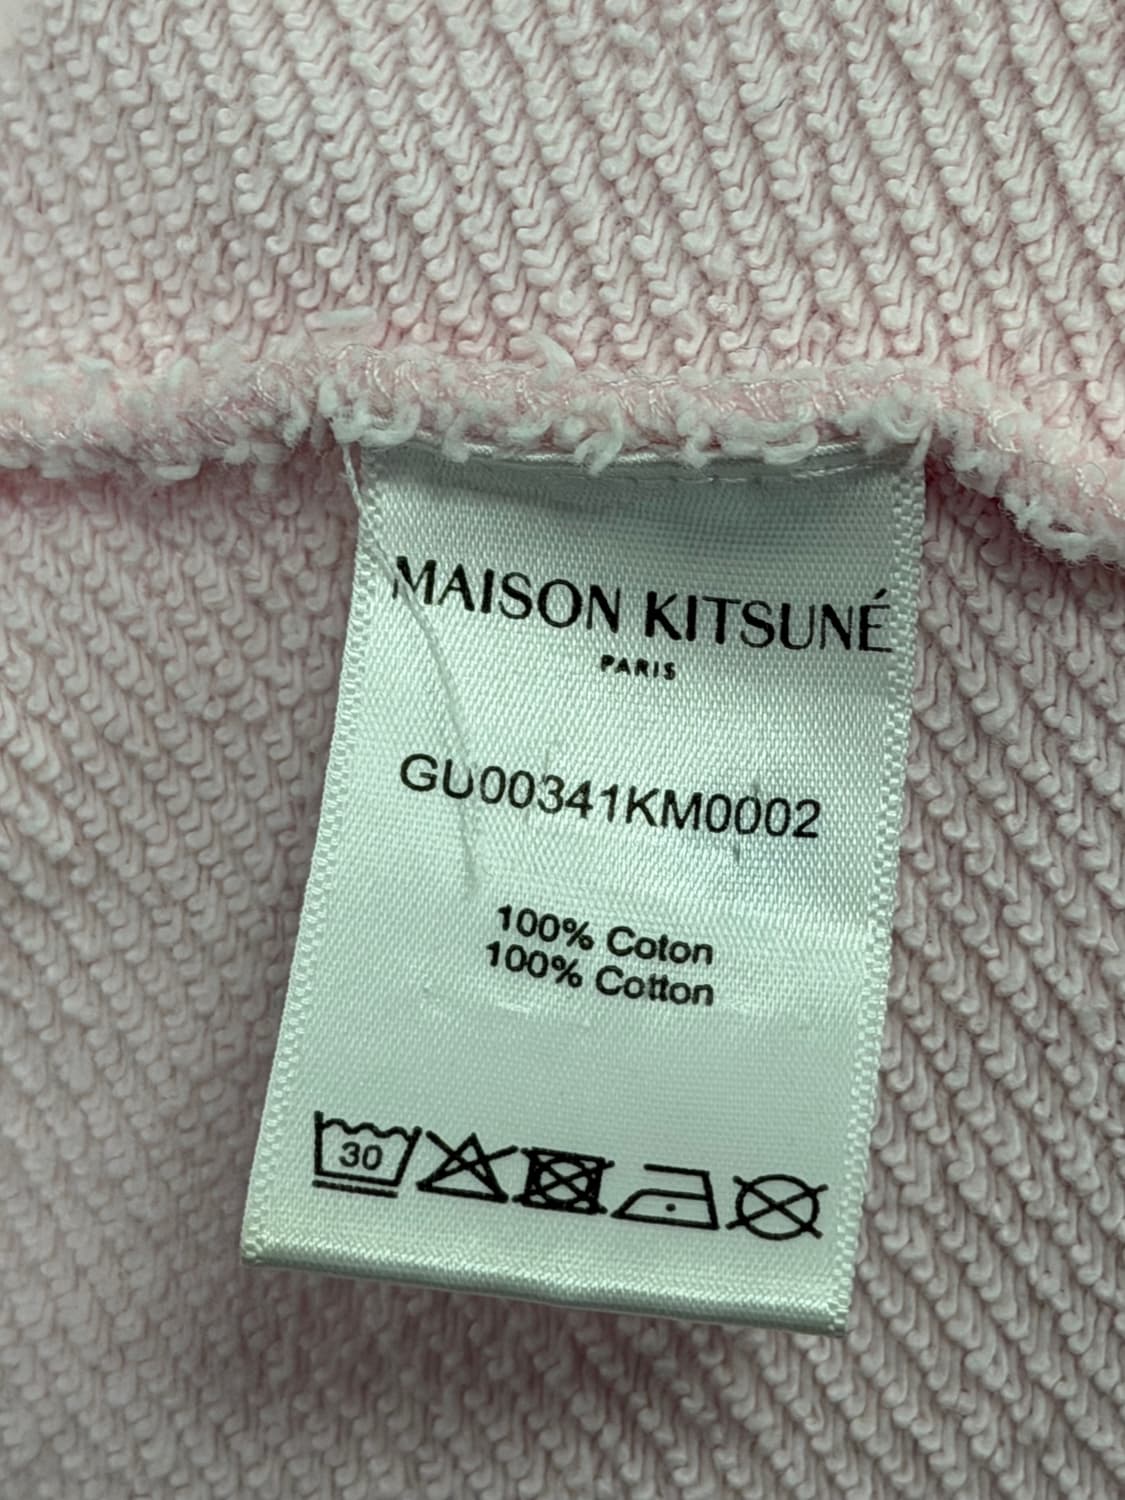 MAISON KITSUNÉ
PARIS
GU00341KM0002
100% Coton
100% Cotton
30